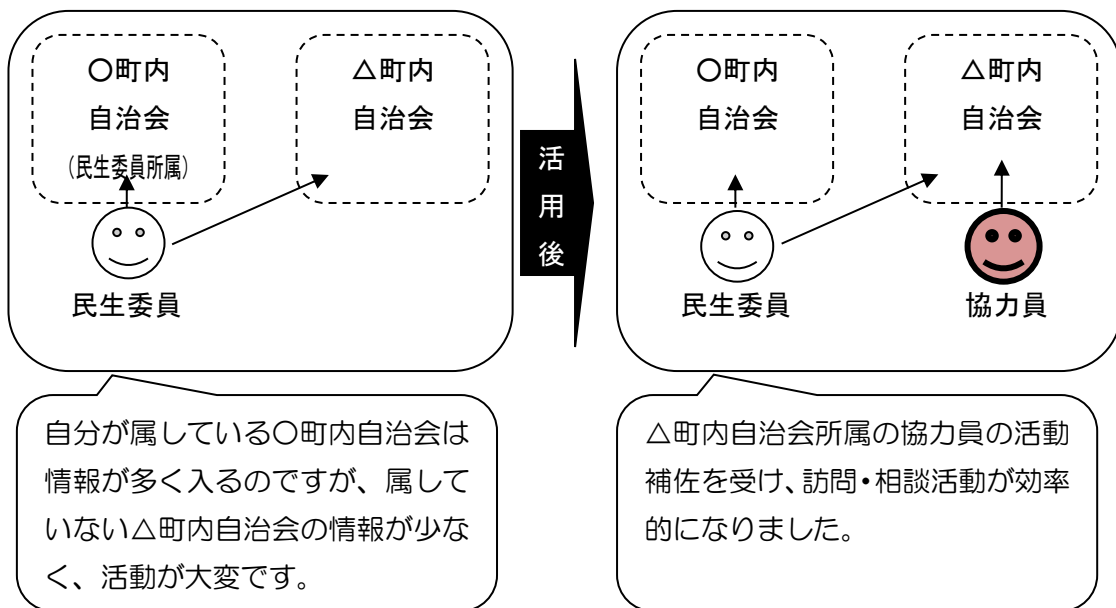 〇町内
自治会
(民生委員所属)
△町内
自治会
民生委員
活用後
〇町内
自治会
△町内
自治会
民生委員
協力員
自分が属している〇町内自治会は
情報が多く入るのですが、属して
いない△町内自治会の情報が少な
く、活動が大変です。
△町内自治会所属の協力員の活動
補佐を受け、訪問・相談活動が効率
的になりました。